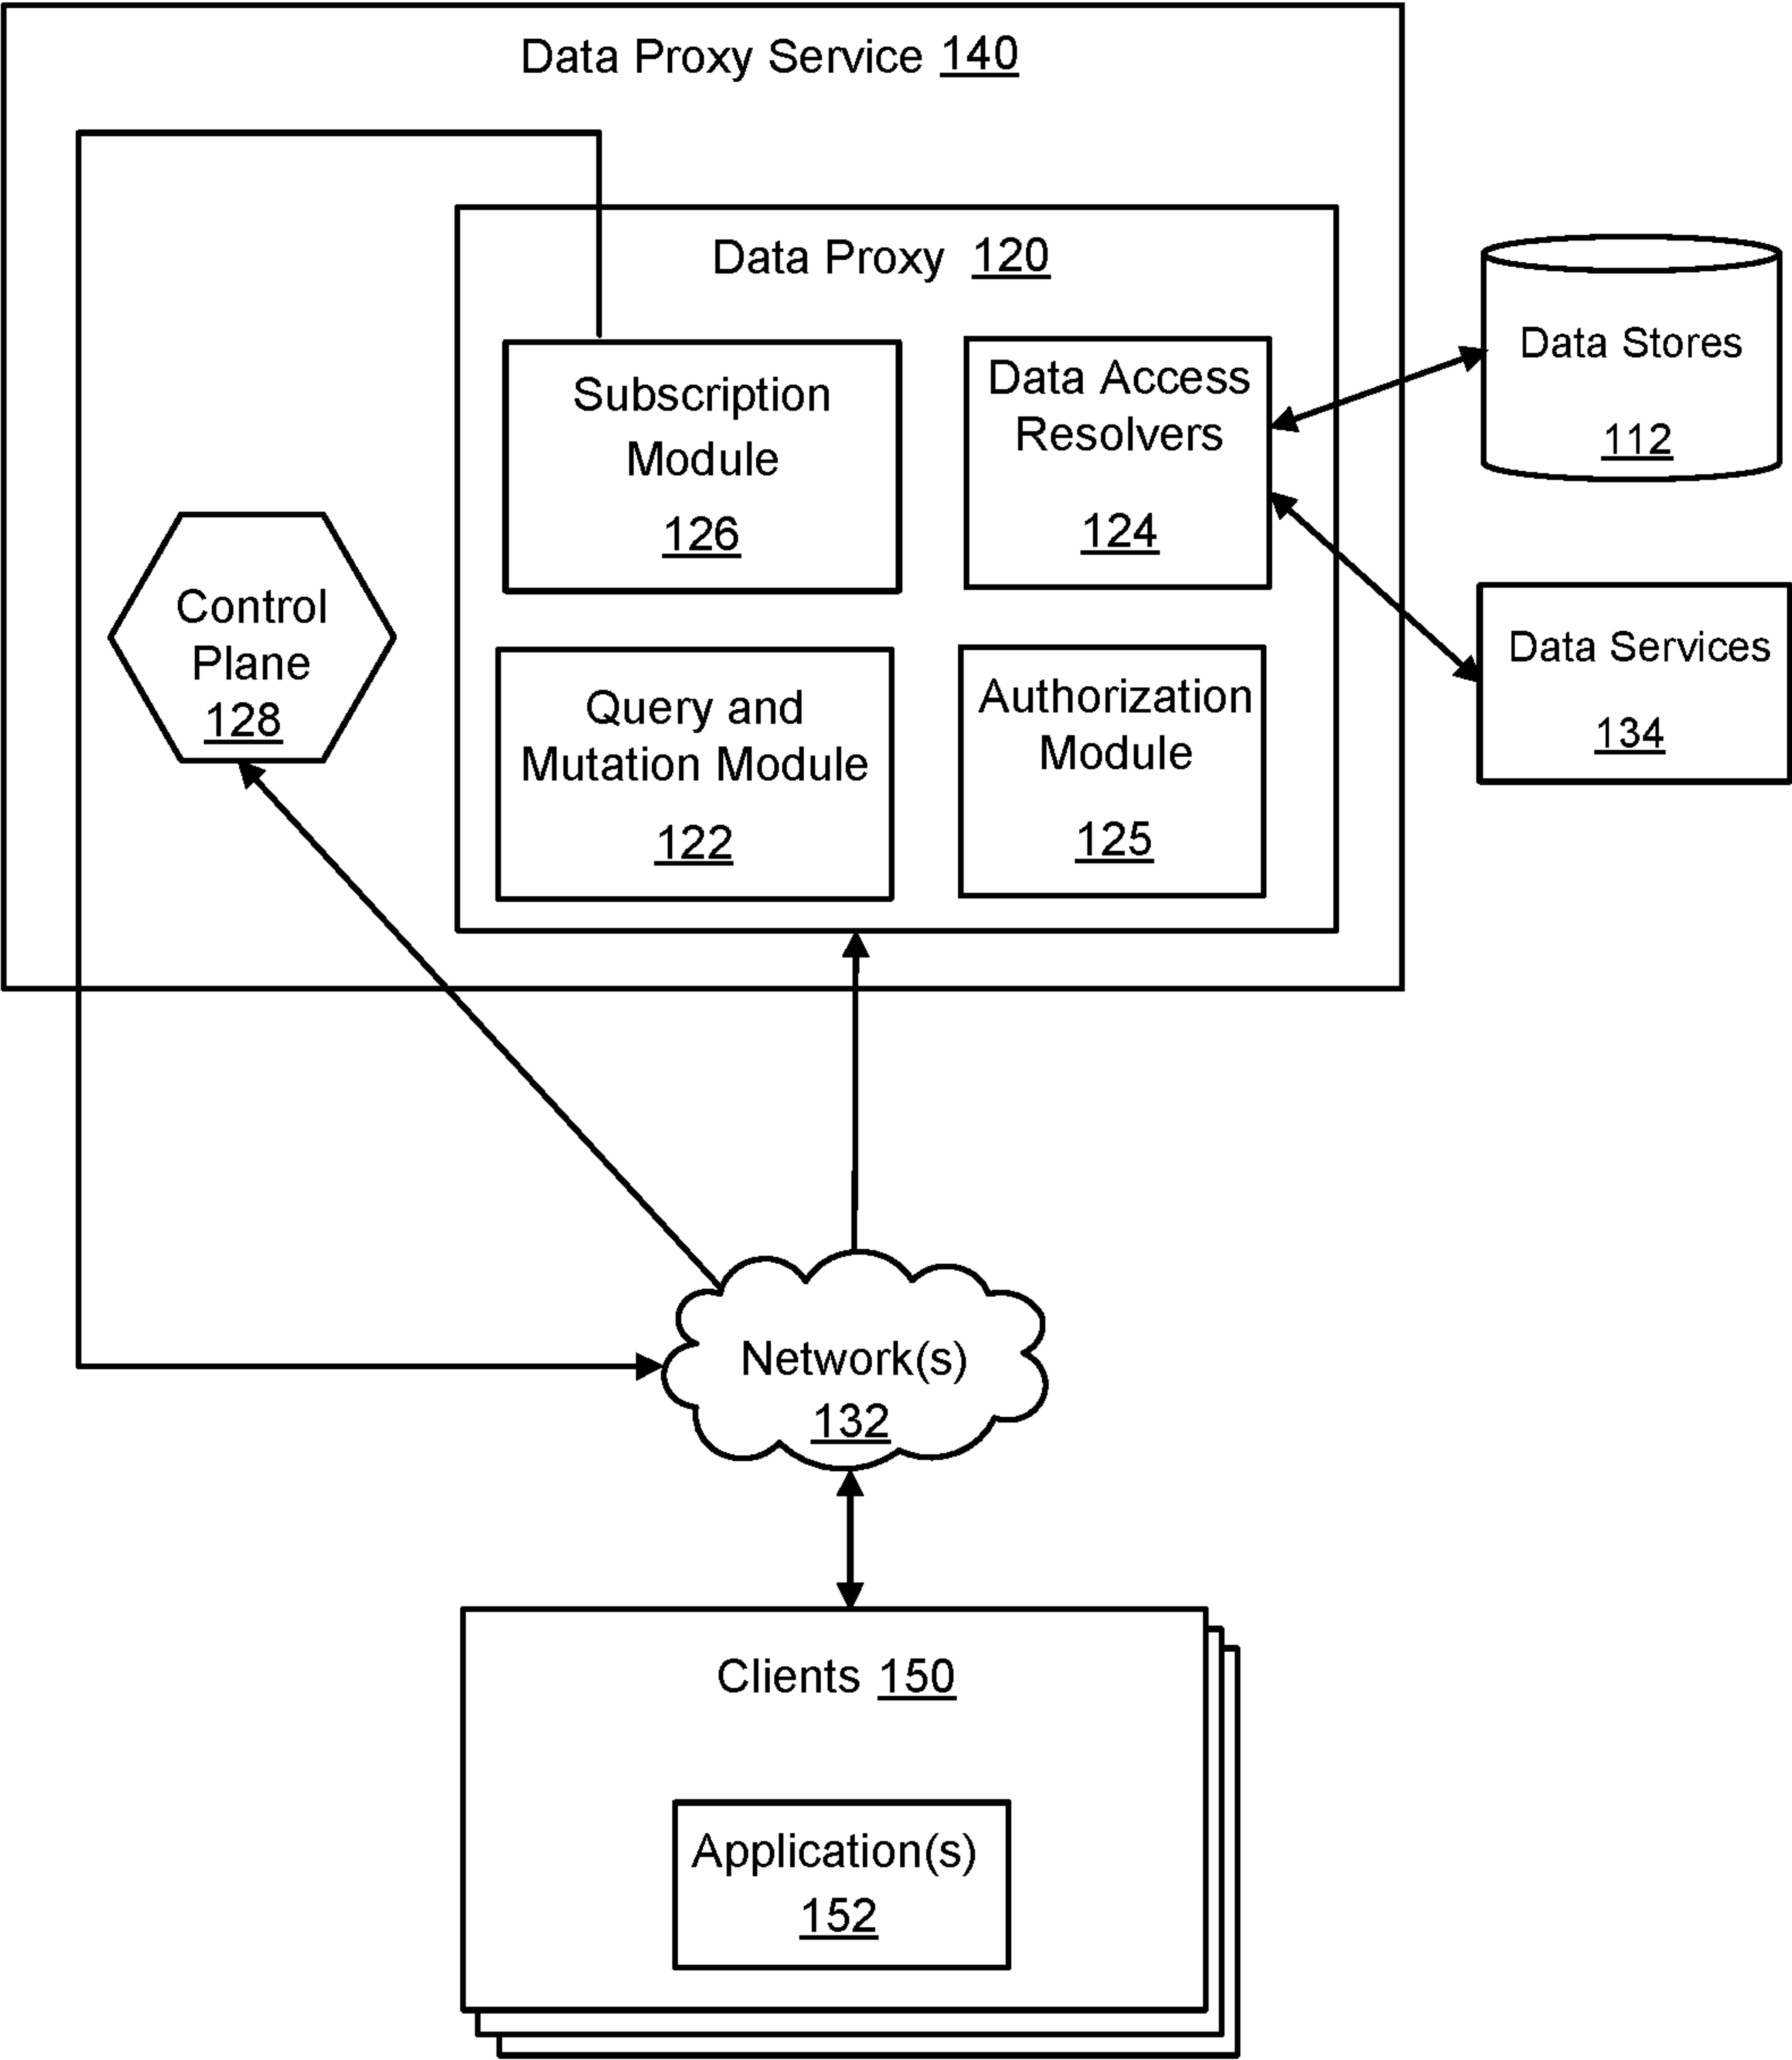 Data Proxy Service 140
Data Proxy 120
Subscription
Module
126
Data Access
Resolvers
124
Data Stores
112
Control
Plane
128
Query and
Mutation Module
122
Authorization
Module
125
Data Services
134
Network(s)
132
Clients 150
Application(s)
152